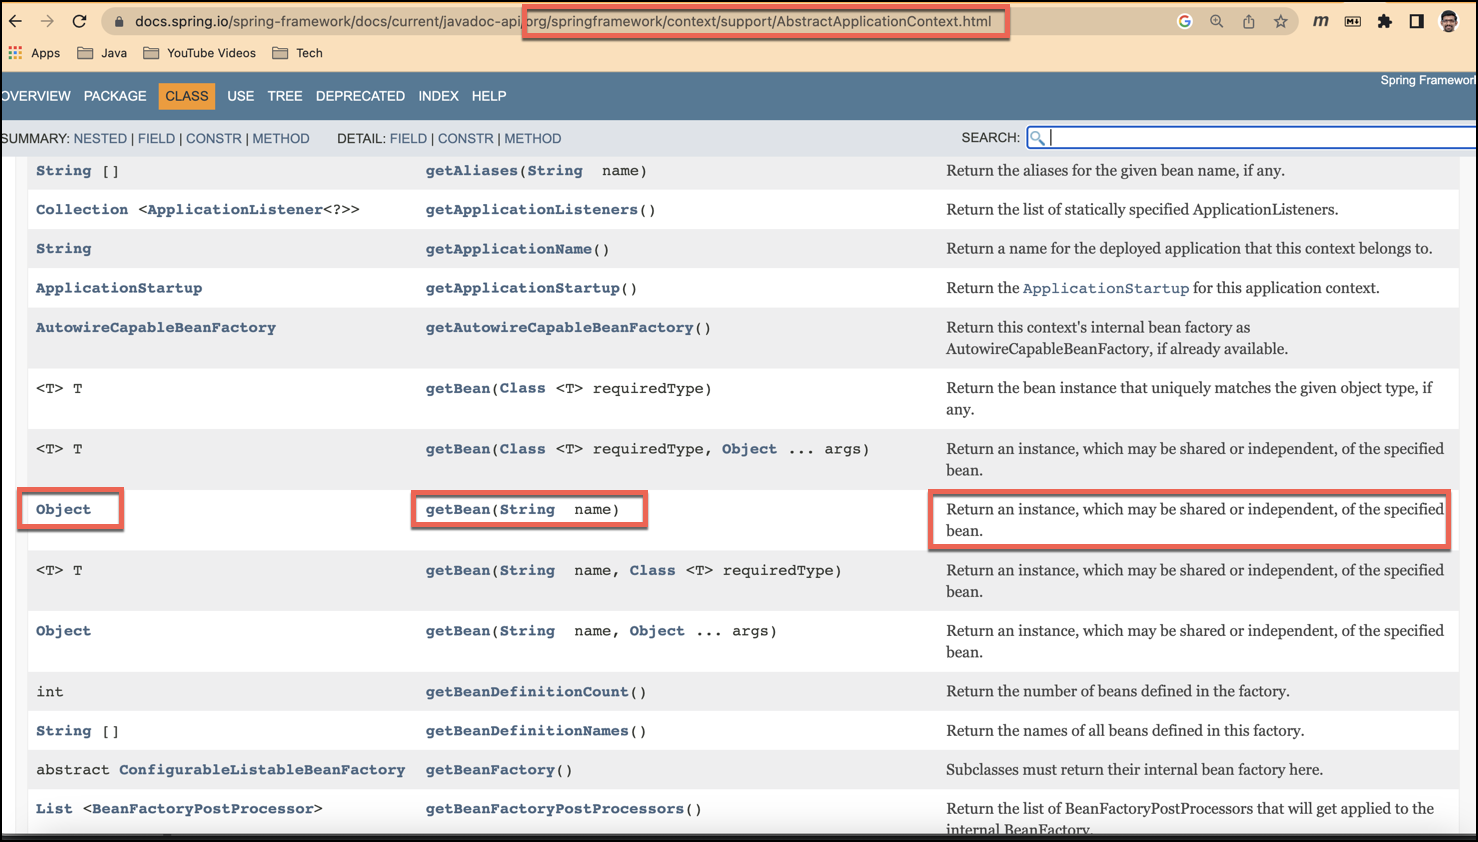 docs.spring.io/spring-framework/docs/current/javadoc-api/org/springframework/context/support/AbstractApplicationContext.html
Apps Java YouTube Videos Tech
Spring Framework
OVERVIEW PACKAGE CLASS USE TREE DEPRECATED INDEX HELP
SUMMARY: NESTED | FIELD | CONSTR | METHOD DETAIL: FIELD | CONSTR | METHOD SEARCH:
String [] getAliases(String name) Return the aliases for the given bean name, if any.
Collection <ApplicationListener<?>> getApplicationListeners() Return the list of statically specified ApplicationListeners.
String getApplicationName() Return a name for the deployed application that this context belongs to.
ApplicationStartup getApplicationStartup() Return the ApplicationStartup for this application context.
AutowireCapableBeanFactory getAutowireCapableBeanFactory() Return this context's internal bean factory as
AutowireCapableBeanFactory, if already available.
<T> T getBean(Class <T> requiredType) Return the bean instance that uniquely matches the given object type, if
any.
<T> T getBean(Class <T> requiredType, Object ... args) Return an instance, which may be shared or independent, of the specified
bean.
Object getBean(String name) Return an instance, which may be shared or independent, of the specified
bean.
<T> T getBean(String name, Class <T> requiredType) Return an instance, which may be shared or independent, of the specified
bean.
Object getBean(String name, Object ... args) Return an instance, which may be shared or independent, of the specified
bean.
int getBeanDefinitionCount() Return the number of beans defined in the factory.
String [] getBeanDefinitionNames() Return the names of all beans defined in this factory.
abstract ConfigurableListableBeanFactory getBeanFactory() Subclasses must return their internal bean factory here.
List <BeanFactoryPostProcessor> getBeanFactoryPostProcessors() Return the list of BeanFactoryPostProcessors that will get applied to the
internal BeanFactory.